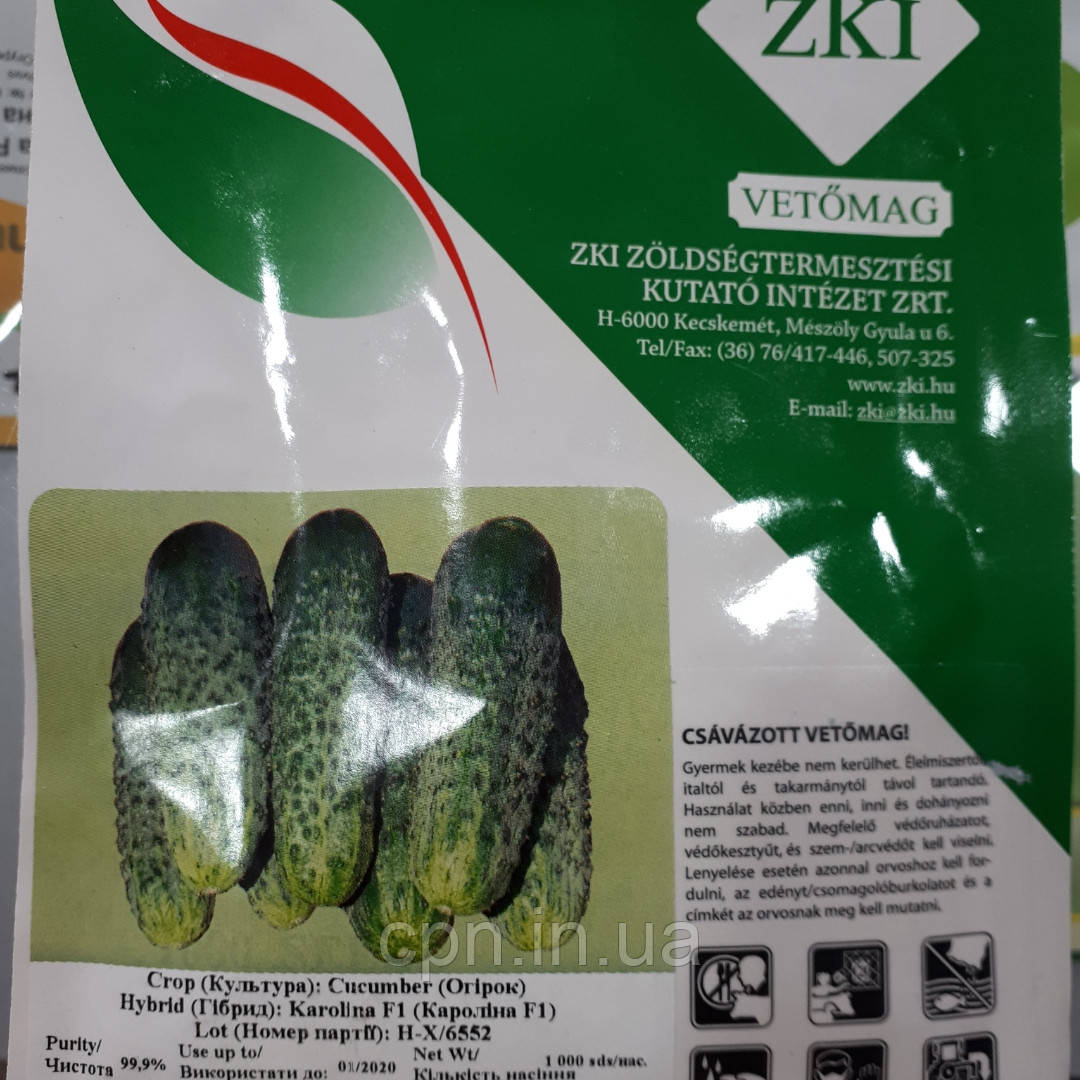 ZKI
VETŐMAG
ZKI ZÖLDSÉGTERMESZTÉSI
KUTATÓ INTÉZET ZRT.
H-6000 Kecskemét, Mészöly Gyula u 6.
Tel/Fax: (36) 76/417-446, 507-325
www.zki.hu
E-mail: zki@zki.hu
CSÁVÁZOTT VETŐMAG!
Gyermek kezébe nem kerülhet.
italtól és takarmánytól távol tartandó.
Használat közben enni, inni és dohányozni
nem szabad. Megfelelő védőruházatot,
védőkesztyűt, és szem-/arcvédőt kell viselni.
Lenyelése esetén azonnal orvoshoz kell for-
dulni, az edényt/csomagolóburkolatot és a
címkét az orvosnak meg kell mutatni.
cpn.in.ua
Crop (Культура): Cucumber (Огірок)
Hybrid (Гібрид): Karolina F1 (Кароліна F1)
Lot (Номер партії): H-X/6552
Purity/
Чистота 99,9%
Use up to/
Використати до: 01/2020
Net Wt/
Кількість насіння
1 000 sds/нас.